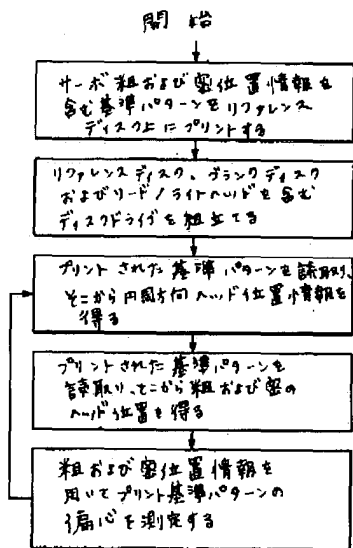 開始
サーボ粗および密位置情報を
含む基準パターンをリファレンス
ディスク上にプリントする
リファレンスディスク、ブランクディスク
およびリード/ライトヘッドを含む
ディスクドライブを組立てる
プリントされた基準パターンを読取り、
そこから円周方向ヘッド位置情報を
得る
プリントされた基準パターンを
読取り、そこから粗および密の
ヘッド位置を得る
粗および密位置情報を
用いてプリント基準パターンの
偏心を測定する